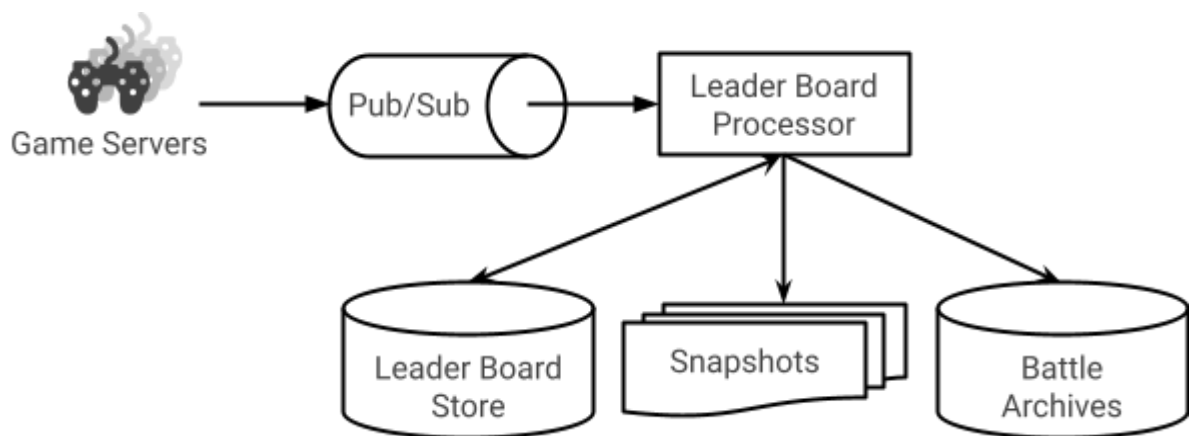 Game Servers
Pub/Sub
Leader Board
Processor
Leader Board
Store
Snapshots
Battle
Archives